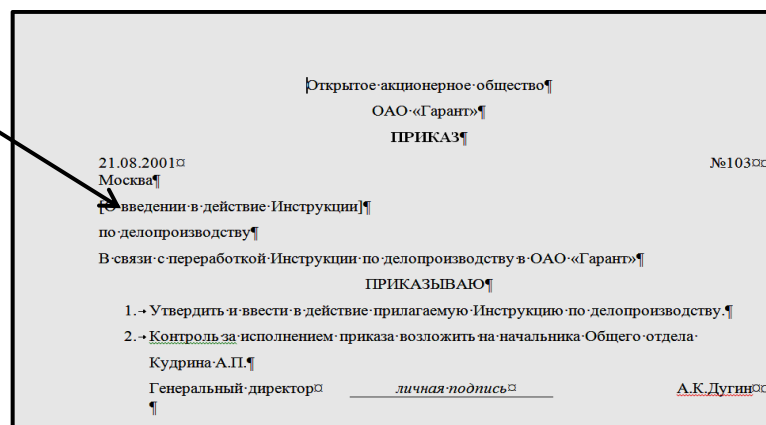 Открытое акционерное общество¶
ОАО «Гарант»¶
ПРИКАЗ¶
21.08.2001¤ №103¤¤
Москва¶
[О введении в действие Инструкции]¶
по делопроизводству¶
В связи с переработкой Инструкции по делопроизводству в ОАО «Гарант»¶
ПРИКАЗЫВАЮ¶
1.→Утвердить и ввести в действие прилагаемую Инструкцию по делопроизводству.¶
2.→Контроль за исполнением приказа возложить на начальника Общего отдела
Кудрина А.П.¶
Генеральный директор¤ личная подпись¤ А.К.Дугин¤¤
¶